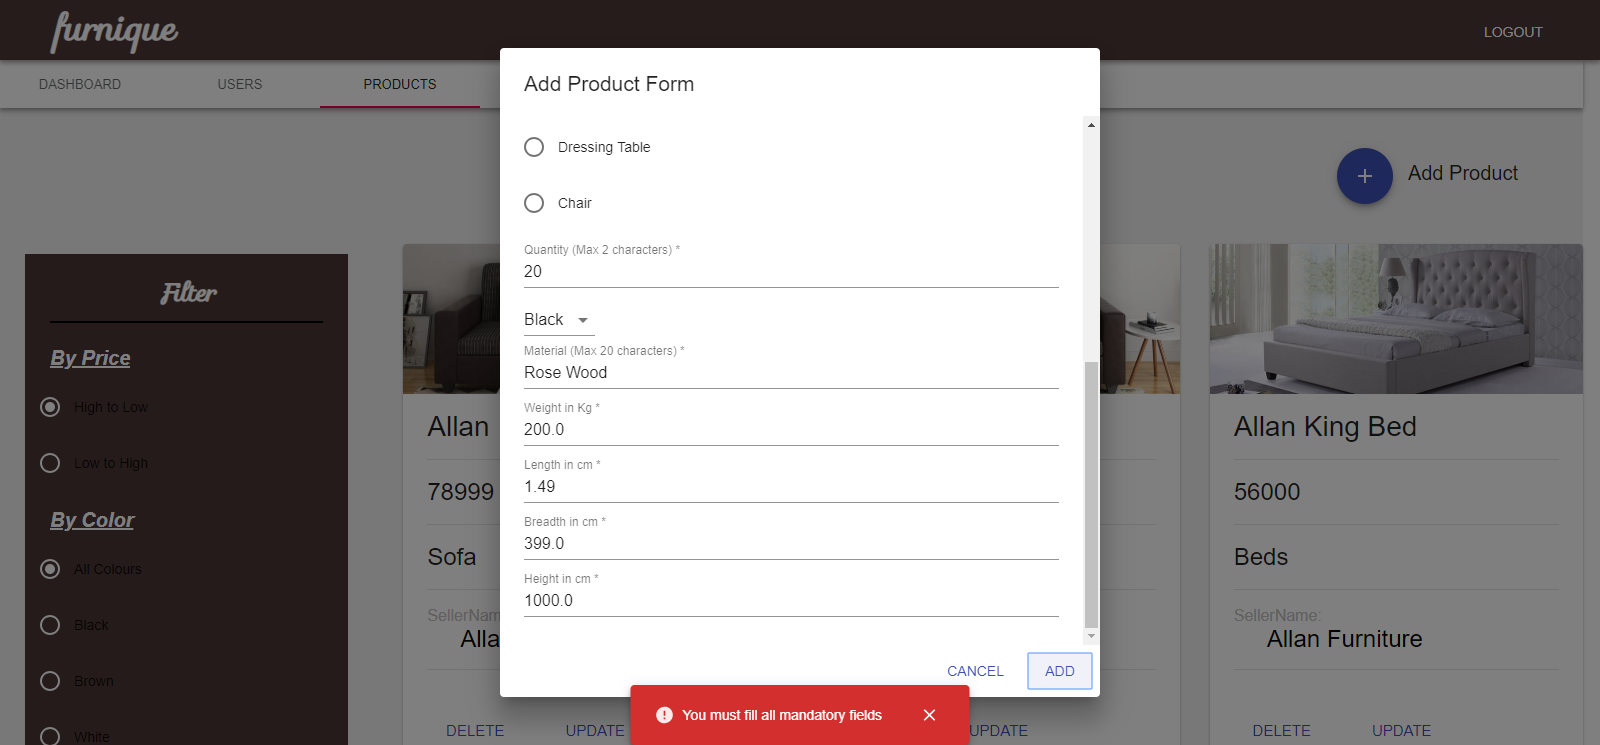 furnique
LOGOUT
DASHBOARD
USERS
PRODUCTS
Add Product Form
Dressing Table
Chair
Quantity (Max 2 characters) *
20
Black
Material (Max 20 characters) *
Rose Wood
Weight in Kg *
200.0
Length in cm *
1.49
Breadth in cm *
399.0
Height in cm *
1000.0
CANCEL
ADD
You must fill all mandatory fields
Add Product
Filter
By Price
High to Low
Low to High
By Color
All Colours
Black
Brown
White
Allan
78999
Sofa
SellerNam
Alla
DELETE
UPDATE
UPDATE
Allan King Bed
56000
Beds
SellerName:
Allan Furniture
DELETE
UPDATE